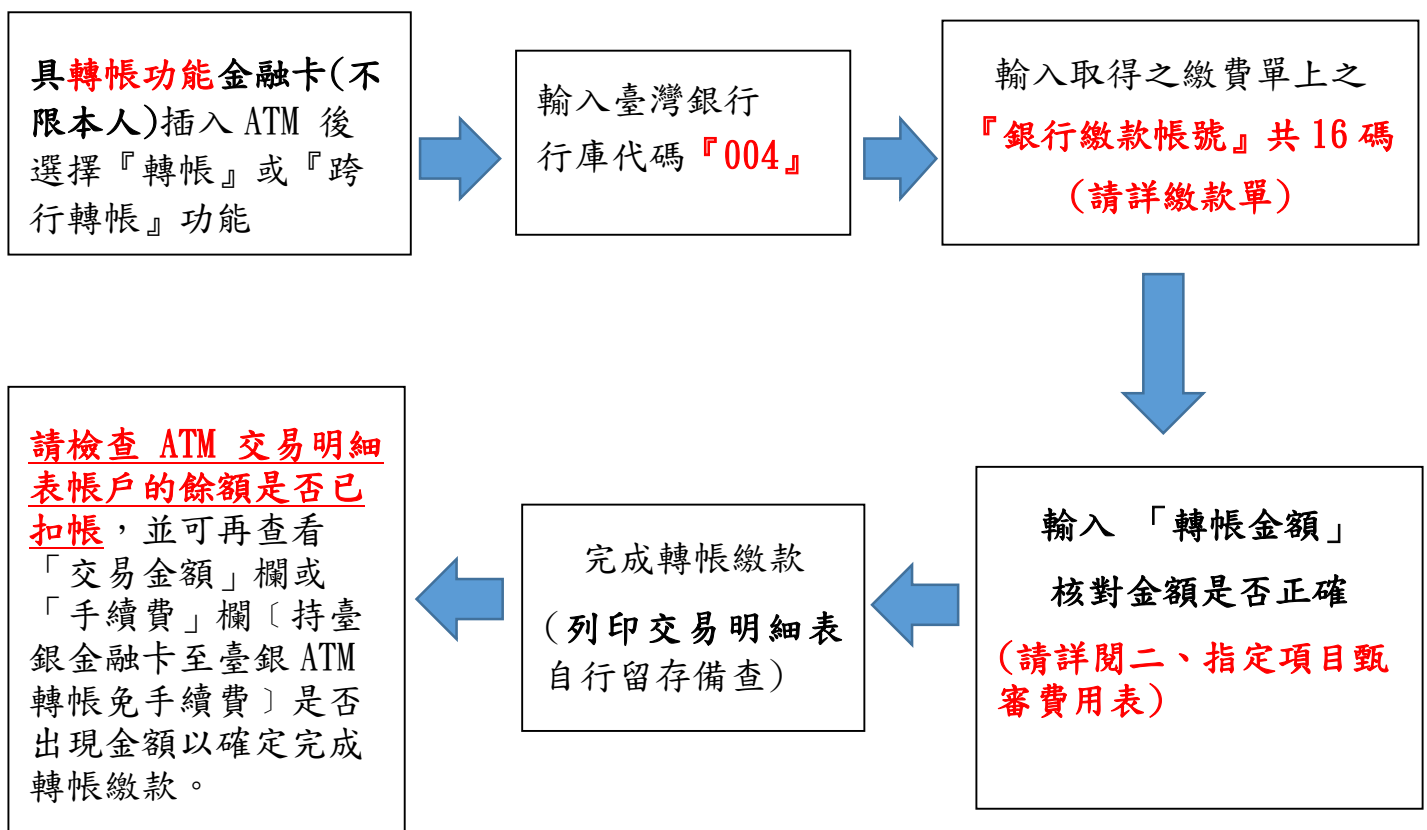 具轉帳功能金融卡(不
限本人)插入 ATM 後
選擇『轉帳』或『跨
行轉帳』功能
輸入臺灣銀行
行庫代碼『004』
輸入取得之繳費單上之
『銀行繳款帳號』共 16 碼
(請詳繳款單)
輸入 「轉帳金額」
核對金額是否正確
(請詳閱二、指定項目甄
審費用表)
完成轉帳繳款
(列印交易明細表
自行留存備查)
請檢查 ATM 交易明細
表帳戶的餘額是否已
扣帳，並可再查看
「交易金額」欄或
「手續費」欄〔持臺
銀金融卡至臺銀 ATM
轉帳免手續費〕是否
出現金額以確定完成
轉帳繳款。